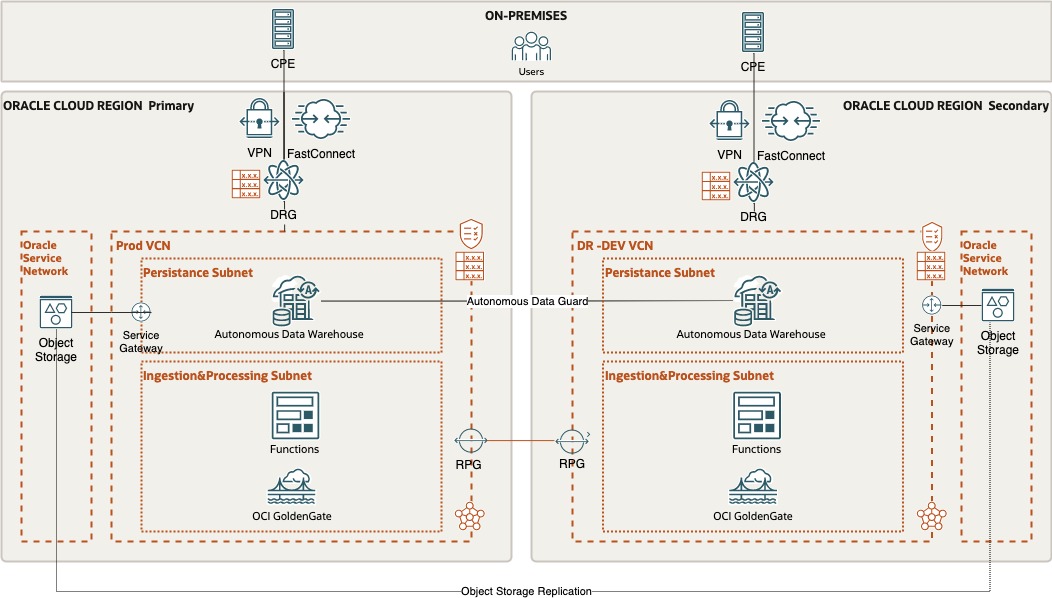 ON-PREMISES
CPE
Users
CPE
ORACLE CLOUD REGION Primary
VPN
FastConnect
x.x.x.
x.x.x.
x.x.x.
DRG
Oracle
Service
Network
Prod VCN
x.x.x.
x.x.x.
x.x.x.
Persistance Subnet
A
Autonomous Data Warehouse
Object
Storage
Service
Gateway
Ingestion&Processing Subnet
Functions
OCI GoldenGate
RPG
Autonomous Data Guard
ORACLE CLOUD REGION Secondary
VPN
FastConnect
x.x.x.
x.x.x.
x.x.x.
DRG
DR -DEV VCN
x.x.x.
x.x.x.
x.x.x.
Oracle
Service
Network
Persistance Subnet
A
Autonomous Data Warehouse
Service
Gateway
Object
Storage
Ingestion&Processing Subnet
Functions
OCI GoldenGate
RPG
Object Storage Replication